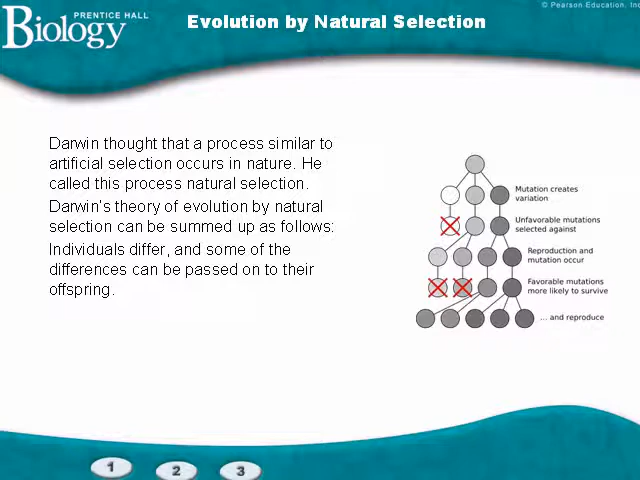 PRENTICE HALL
Biology
Evolution by Natural Selection
© Pearson Education, Inc
Darwin thought that a process similar to
artificial selection occurs in nature. He
called this process natural selection.
Darwin's theory of evolution by natural
selection can be summed up as follows:
Individuals differ, and some of the
differences can be passed on to their
offspring.
Mutation creates
variation
Unfavorable mutations
selected against
Reproduction and
mutation occur
Favorable mutations
more likely to survive
... and reproduce
1
2
3